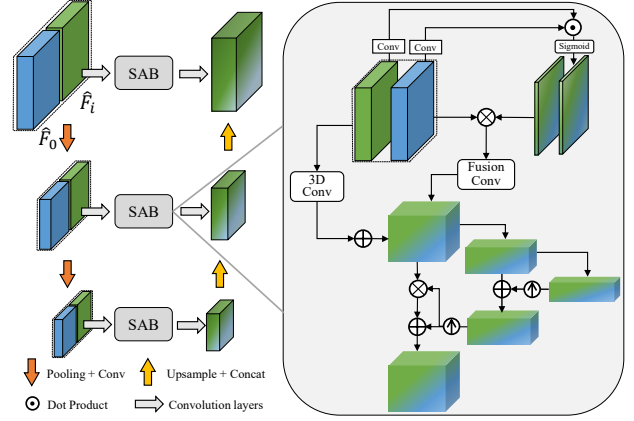 SAB
F̂i
F̂0
SAB
SAB
Pooling + Conv
Upsample + Concat
Dot Product
Convolution layers
Conv
Conv
Sigmoid
3D
Conv
Fusion
Conv